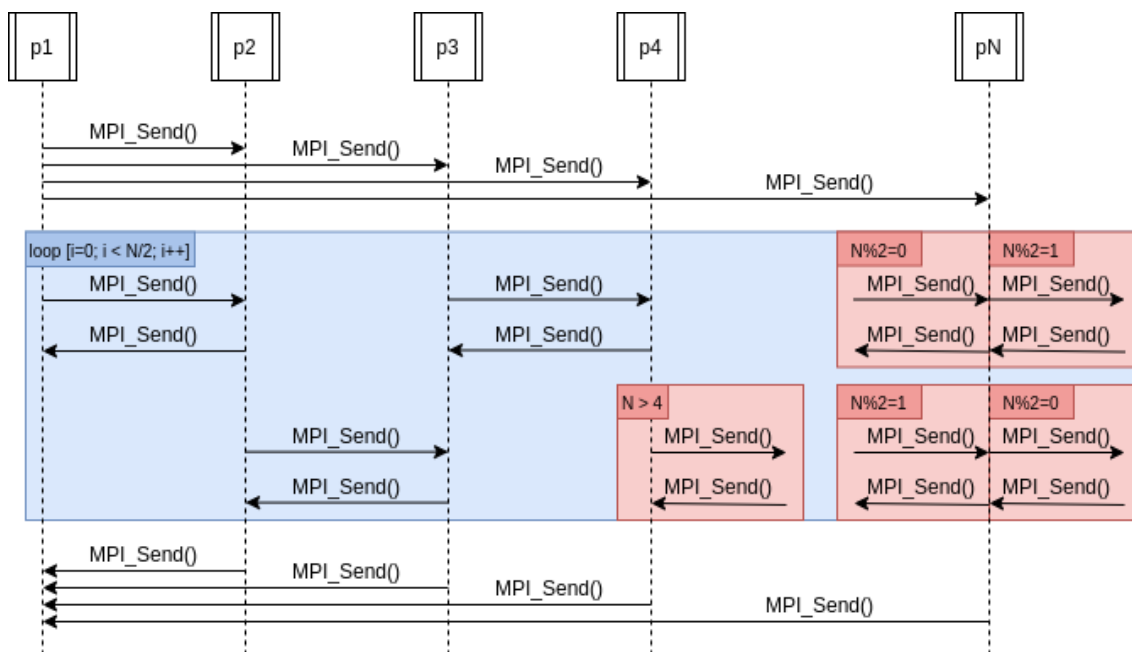 p1
p2
p3
p4
pN
MPI_Send()
MPI_Send()
MPI_Send()
MPI_Send()
loop [i=0; i < N/2; i++]
N%2=0
N%2=1
MPI_Send()
MPI_Send()
MPI_Send()
MPI_Send()
MPI_Send()
MPI_Send()
MPI_Send()
MPI_Send()
N > 4
N%2=1
N%2=0
MPI_Send()
MPI_Send()
MPI_Send()
MPI_Send()
MPI_Send()
MPI_Send()
MPI_Send()
MPI_Send()
MPI_Send()
MPI_Send()
MPI_Send()
MPI_Send()